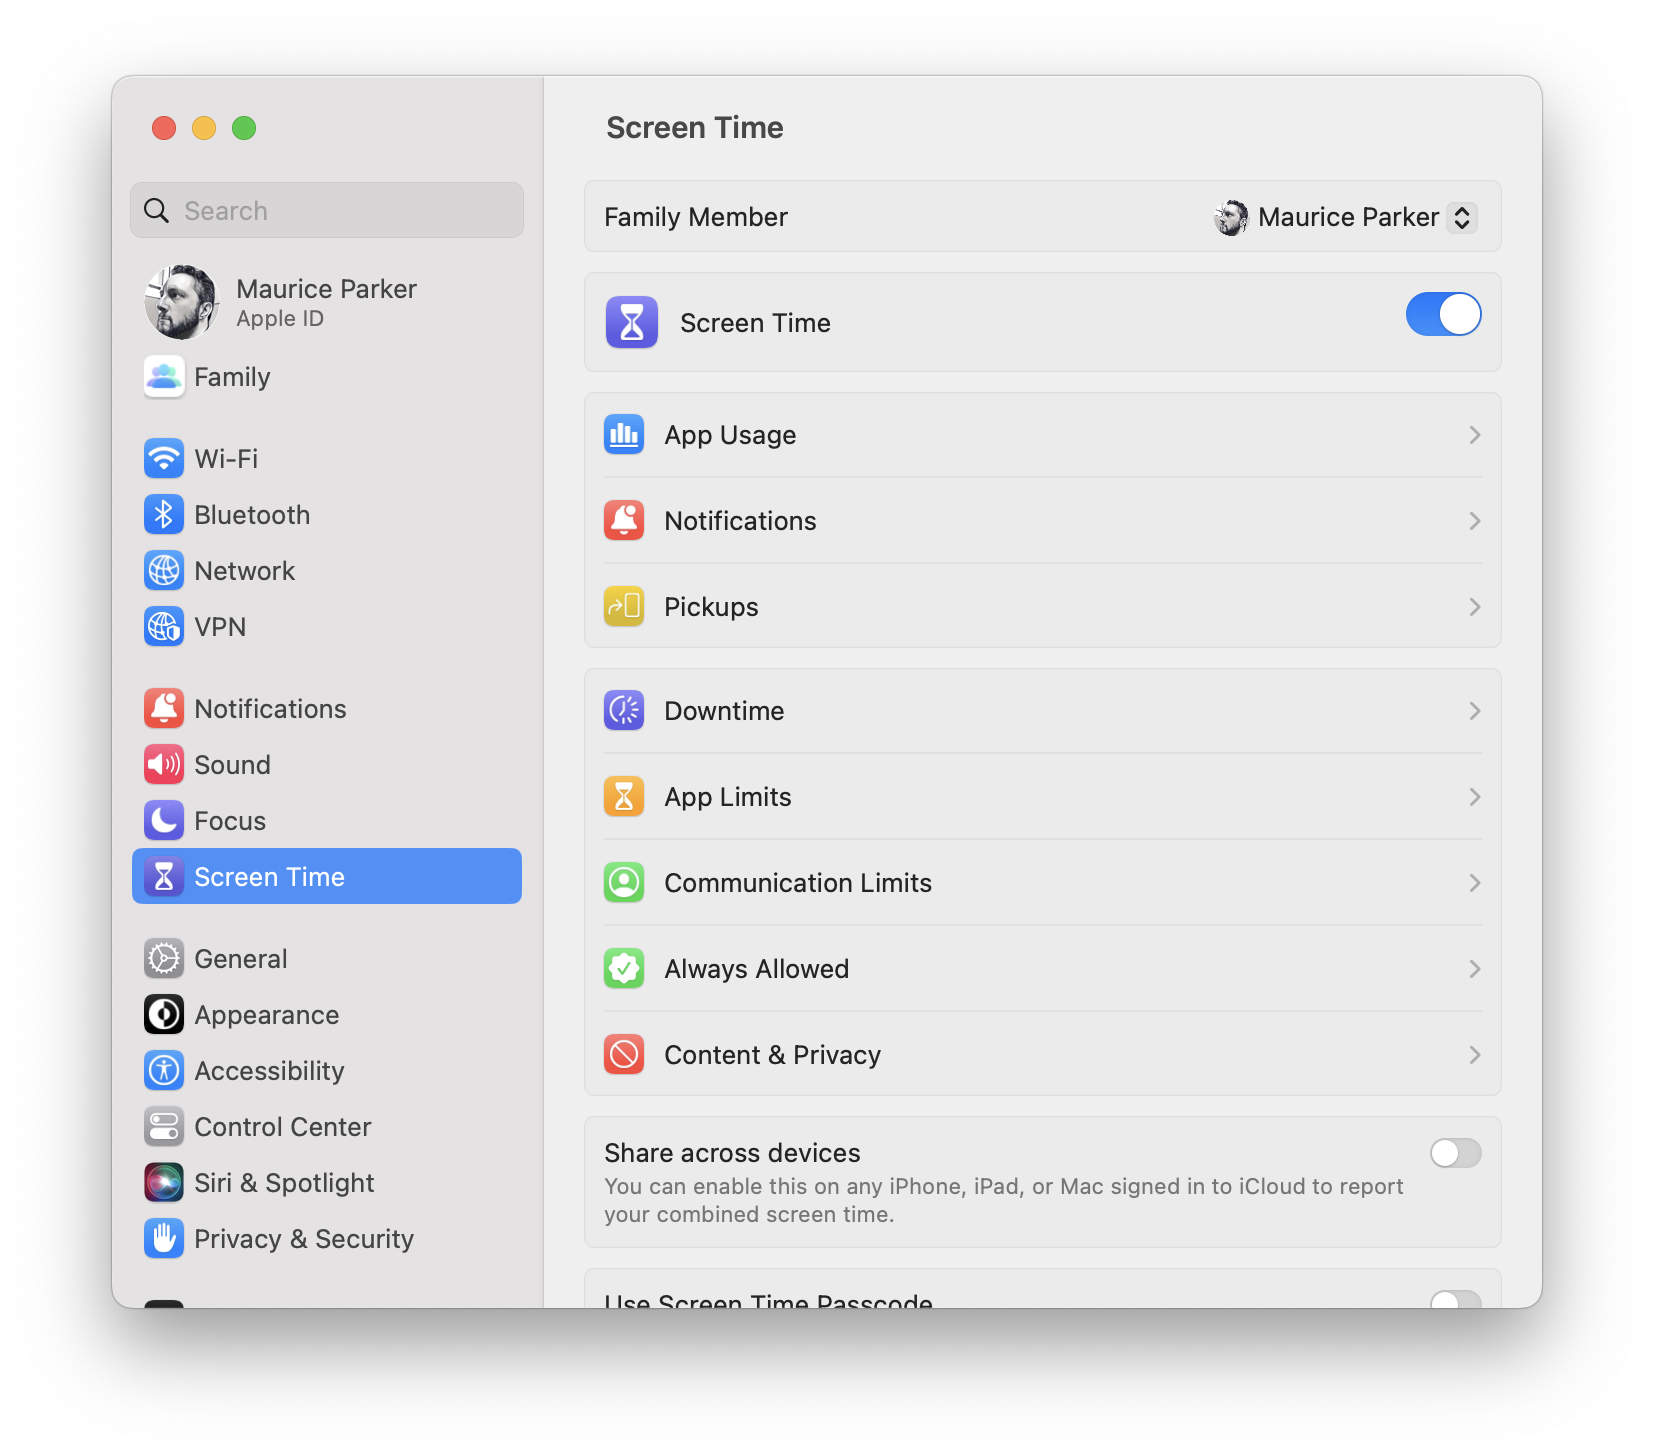 Search
Maurice Parker
Apple ID
Family
Wi-Fi
Bluetooth
Network
VPN
Notifications
Sound
Focus
Screen Time
General
Appearance
Accessibility
Control Center
Siri & Spotlight
Privacy & Security
Screen Time
Family Member
Maurice Parker
Screen Time
App Usage
Notifications
Pickups
Downtime
App Limits
Communication Limits
Always Allowed
Content & Privacy
Share across devices
You can enable this on any iPhone, iPad, or Mac signed in to iCloud to report
your combined screen time.
Use Screen Time Passcode